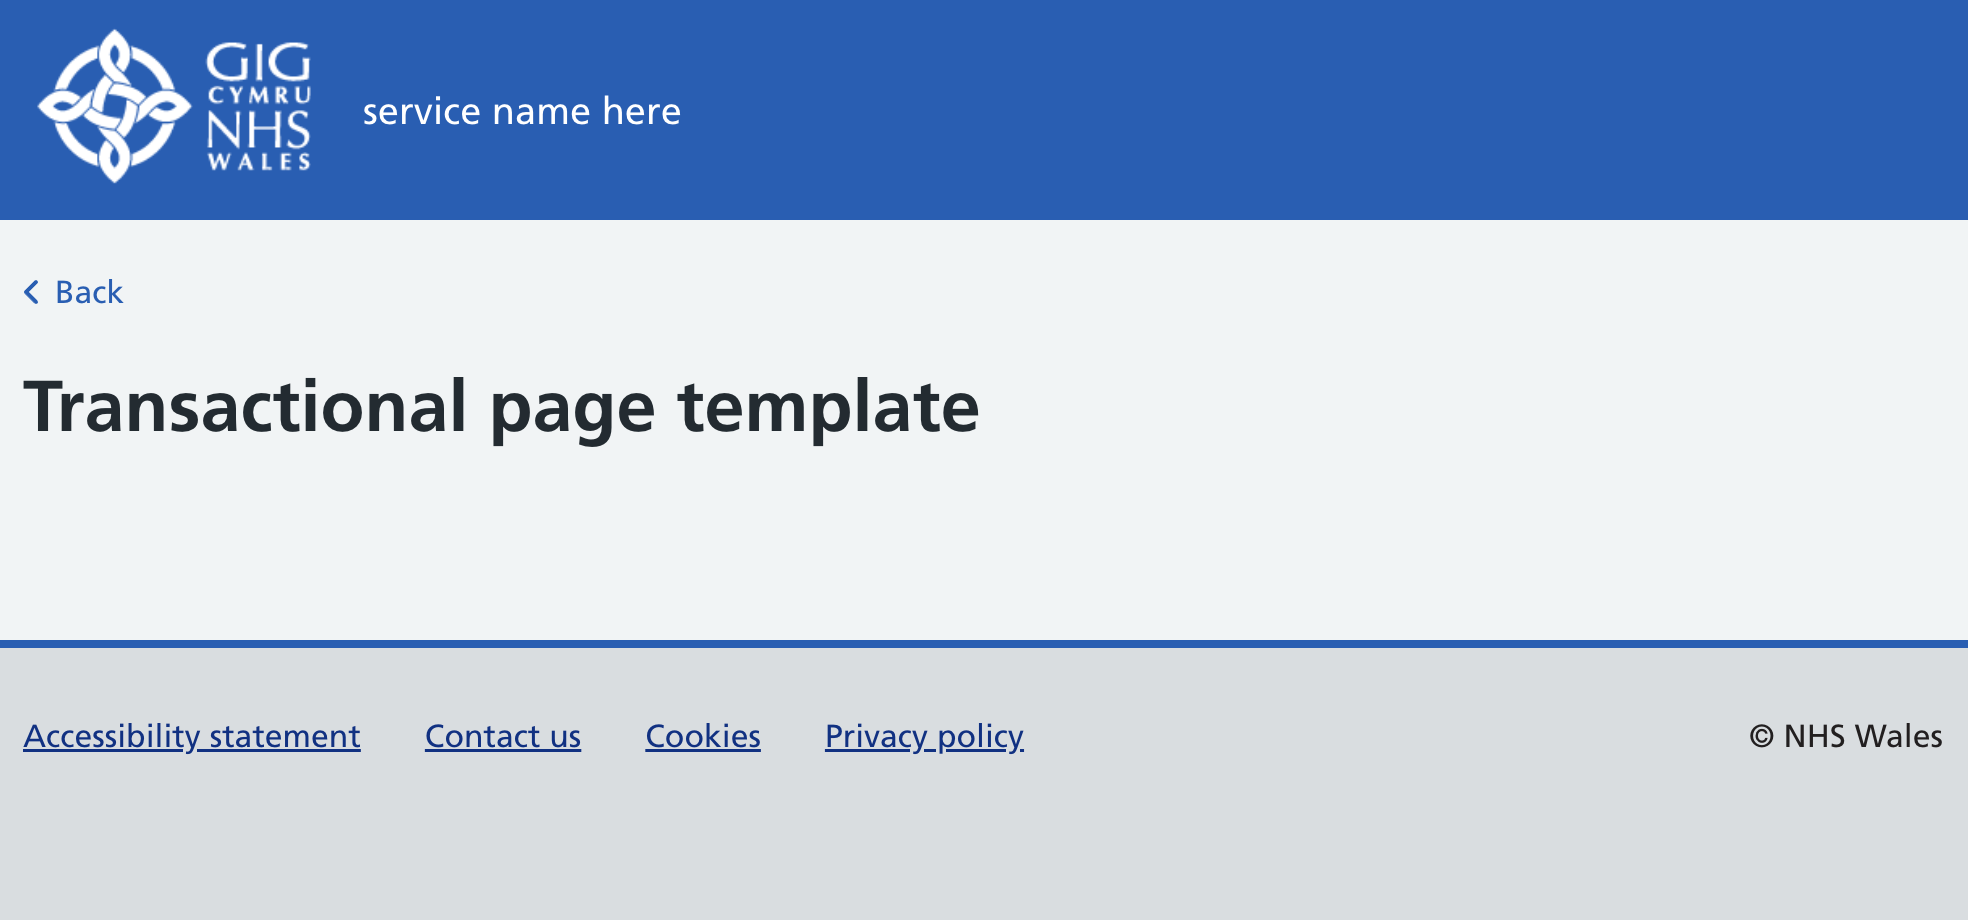 GIG
CYMRU
NHS
WALES
service name here
Back
Transactional page template
Accessibility statement Contact us Cookies Privacy policy © NHS Wales